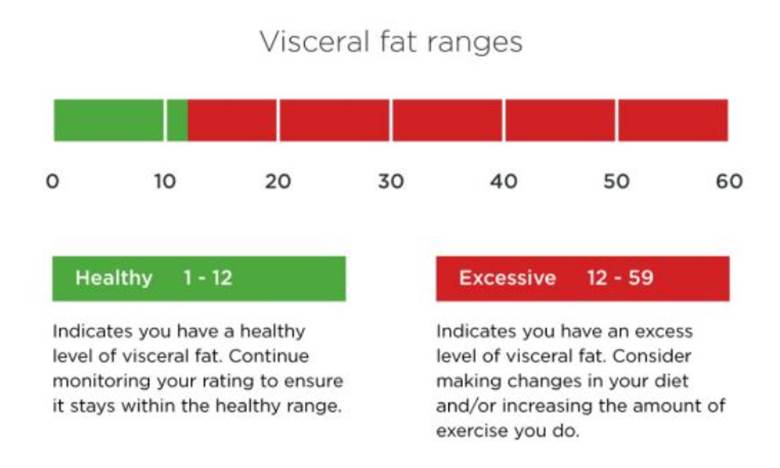 Visceral fat ranges
0 10 20 30 40 50 60
Healthy 1 - 12
Indicates you have a healthy
level of visceral fat. Continue
monitoring your rating to ensure
it stays within the healthy range.
Excessive 12 - 59
Indicates you have an excess
level of visceral fat. Consider
making changes in your diet
and/or increasing the amount of
exercise you do.